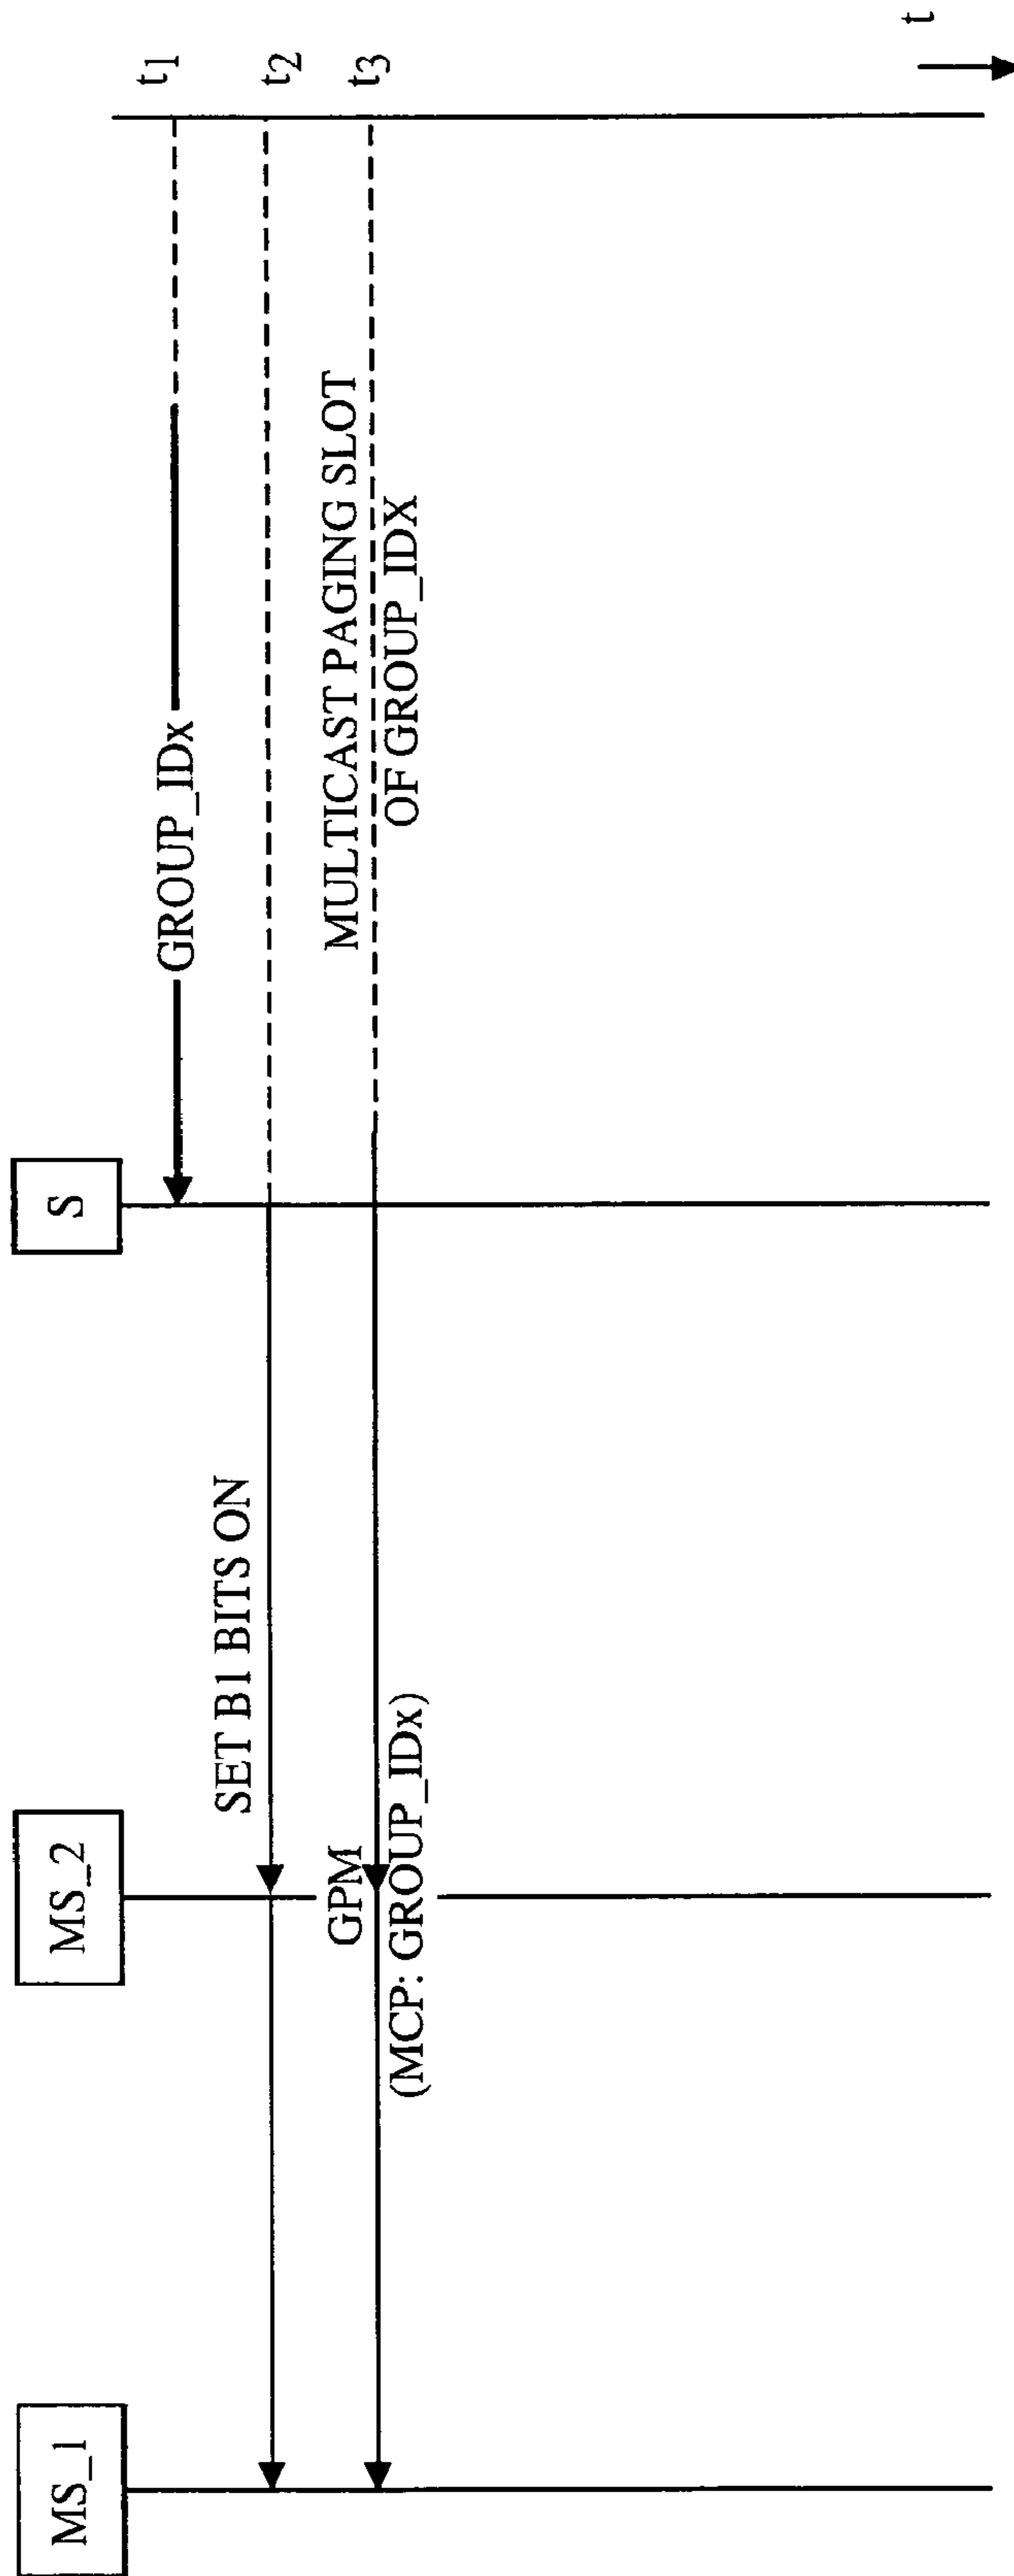 MS_1
MS_2
S
GROUP_IDx
t1
SET B1 BITS ON
t2
GPM
(MCP: GROUP_IDx)
MULTICAST PAGING SLOT
OF GROUP_IDX
t3
t